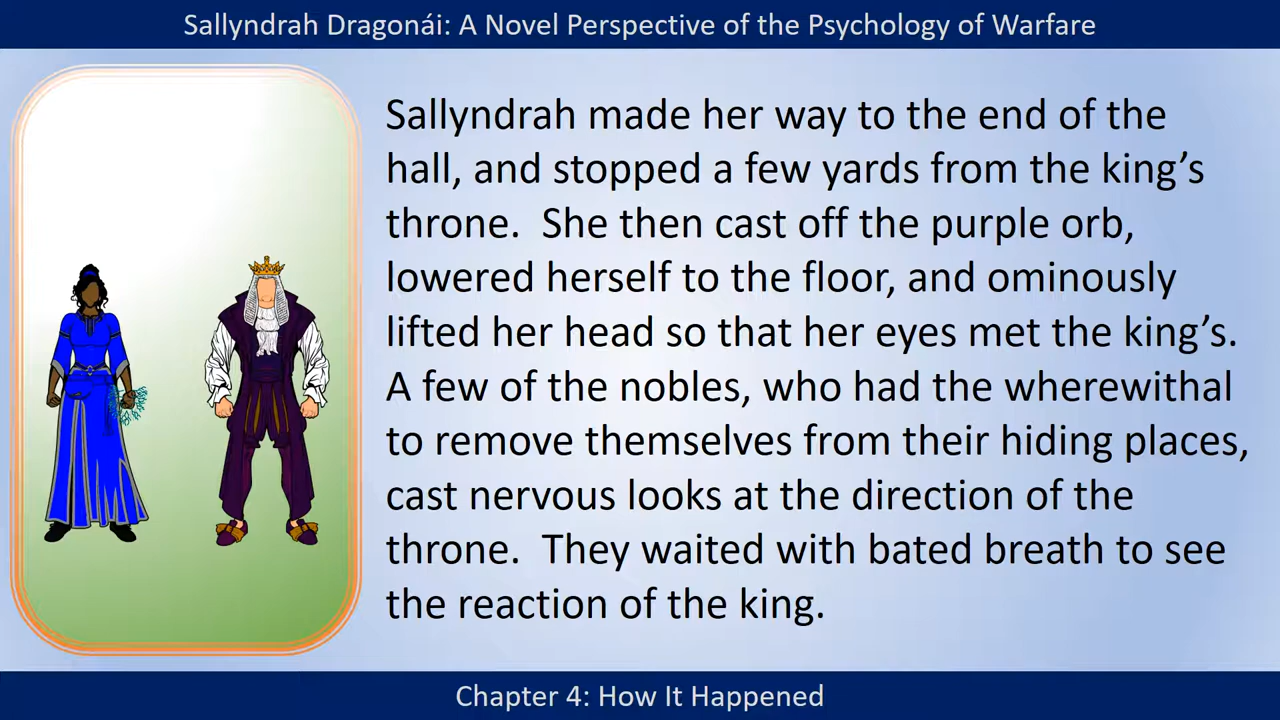 Sallyndrah Dragonái: A Novel Perspective of the Psychology of Warfare
Sallyndrah made her way to the end of the
hall, and stopped a few yards from the king’s
throne.  She then cast off the purple orb,
lowered herself to the floor, and ominously
lifted her head so that her eyes met the king’s.
A few of the nobles, who had the wherewithal
to remove themselves from their hiding places,
cast nervous looks at the direction of the
throne.  They waited with bated breath to see
the reaction of the king.
Chapter 4: How It Happened